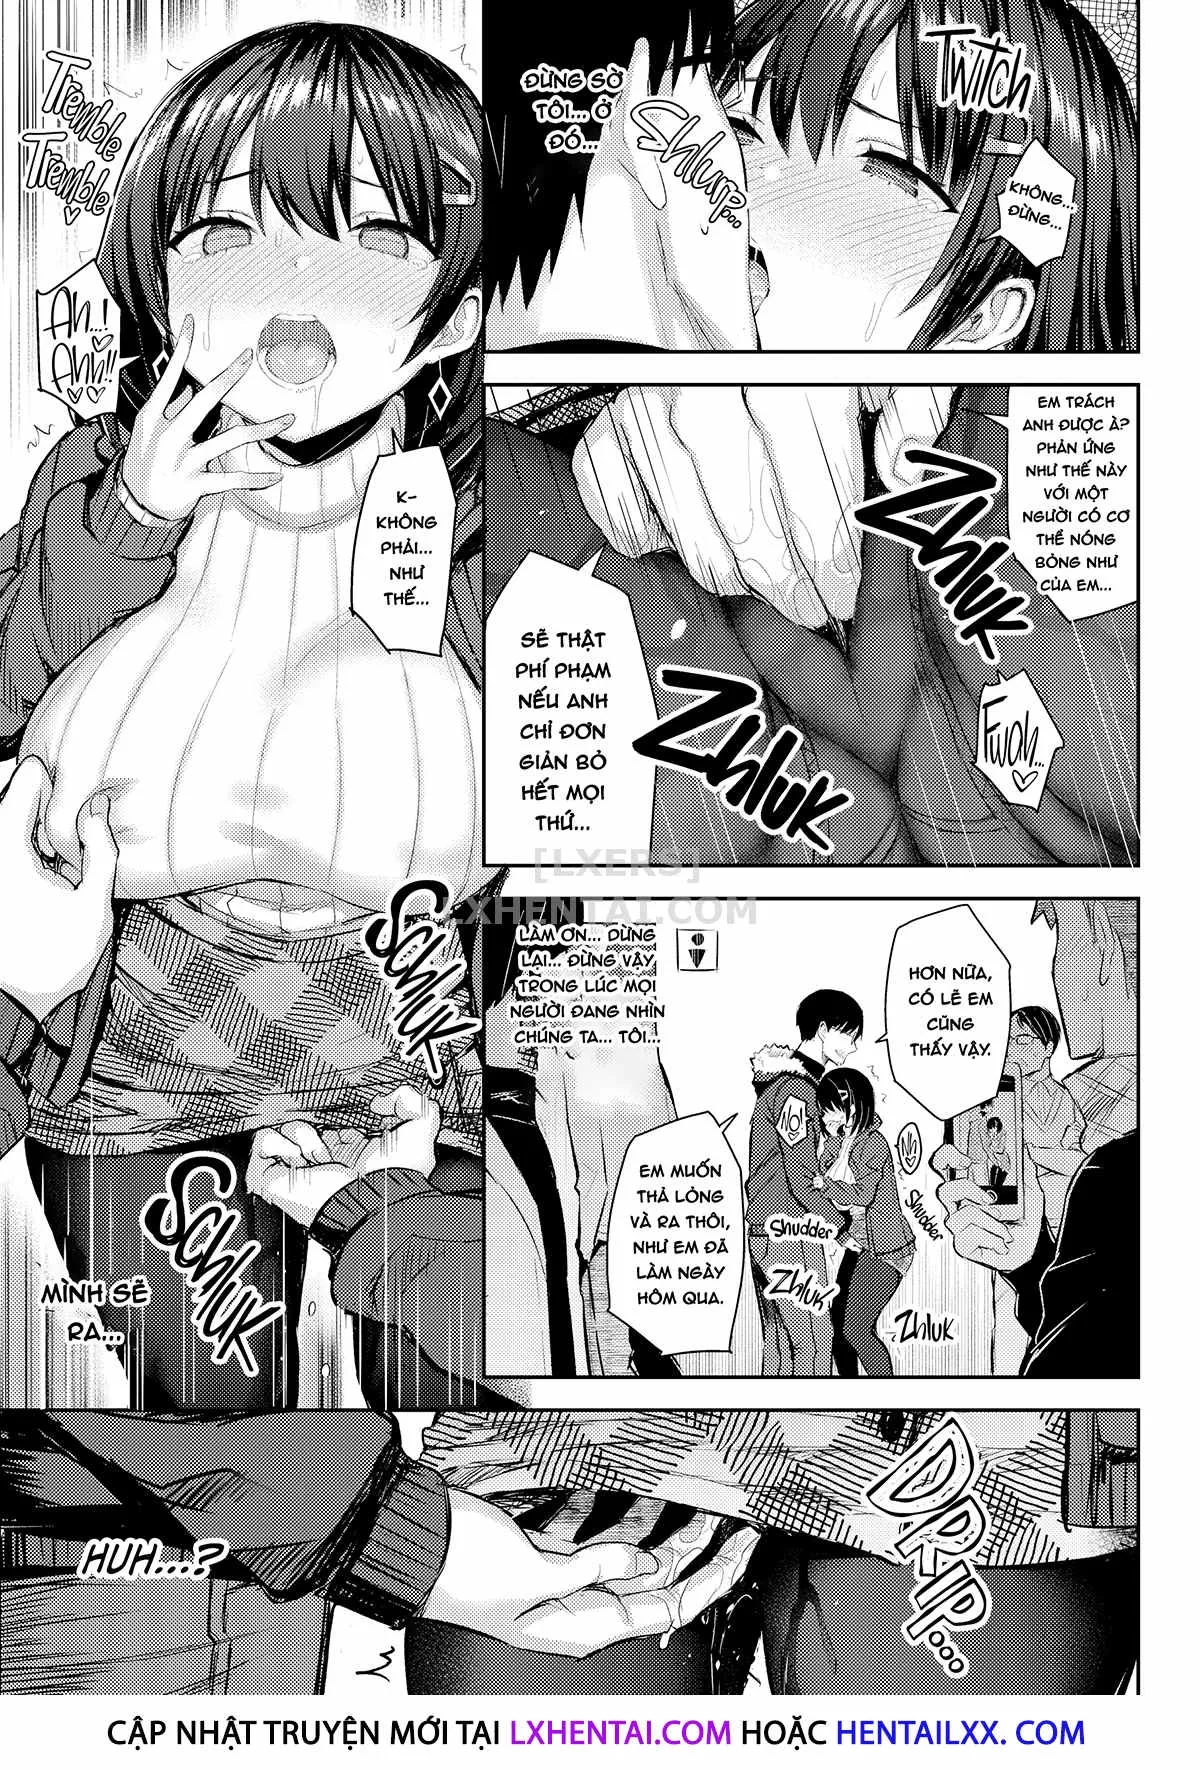 Twitch
KHÔNG...
ĐỪNG...
ĐỪNG SỜ
TÔI... Ở
ĐÓ...
Shlurp...
EM TRÁCH
ANH ĐƯỢC À?
PHẢN ỨNG
NHƯ THẾ NÀY
VỚI MỘT
NGƯỜI CÓ CƠ
THỂ NÓNG
BỎNG NHƯ
CỦA EM...
Zhluk
Fwah...
SẼ THẬT
PHÍ PHẠM
NẾU ANH
CHỈ ĐƠN
GIẢN BỎ
HẾT MỌI
THỨ...
Zhluk
[LXERS]
LXHENTAI.COM
HƠN NỮA,
CÓ LẼ EM
CŨNG
THẤY VẬY.
LÀM ƠN... DỪNG
LẠI... ĐỪNG VẬY
TRONG LÚC MỌI
NGƯỜI ĐANG NHÌN
CHÚNG TA... TÔI...
No!
EM MUỐN
THẢ LỎNG
VÀ RA THÔI,
NHƯ EM ĐÃ
LÀM NGÀY
HÔM QUA.
Shudder
Shudder
Zhluk
Zhluk
Tremble
Tremble
Ah...!
Ahh!!
K-
KHÔNG
PHẢI...
NHƯ
THẾ...
Schluk
Schluk
MÌNH SẼ
RA...
DRIP...
HUH...?
CẬP NHẬT TRUYỆN MỚI TẠI LXHENTAI.COM HOẶC HENTAILXX. COM